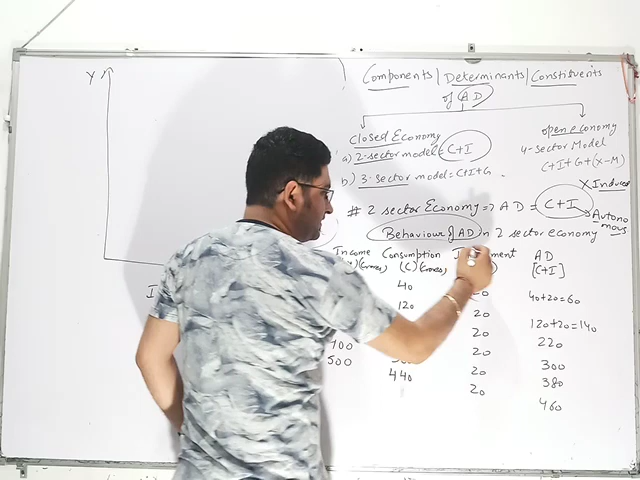 Y
Components / Determinants / Constituents
of AD
Closed Economy
a) 2-sector model = C+I
b) 3-sector model = C+I+G
open economy
4-sector Model
C+I+G+(X-M)
X Induced
# 2 sector Economy => AD = C+I
Autonomous
Behaviour of AD in 2 sector economy
Income Consumption AD
(C) (Crores) [C+I]
40 20 40+20=60
120 20 120+20=140
20 220
20 300
400 20 380
500 440 20 460